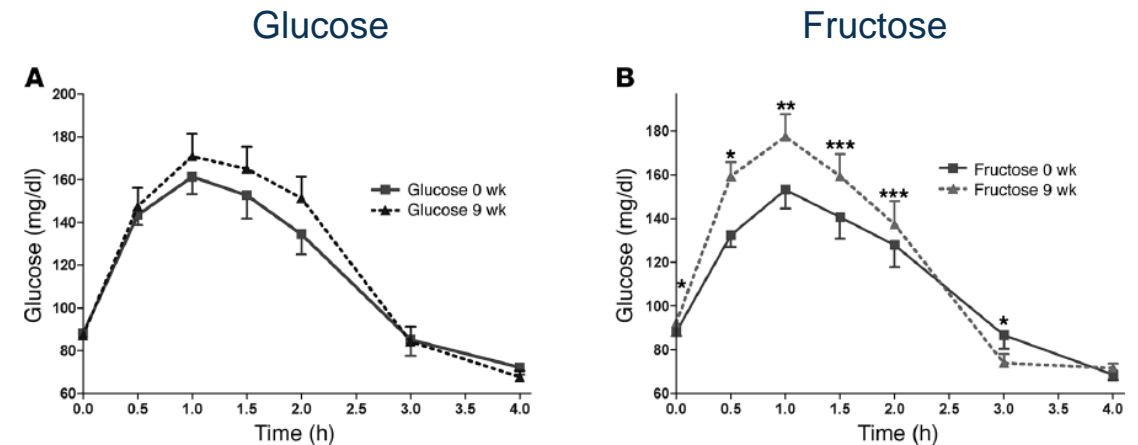 Glucose
Fructose
A
Glucose (mg/dl)
200
180
160
140
120
100
80
60
0.0 0.5 1.0 1.5 2.0 2.5 3.0 3.5 4.0
Time (h)
Glucose 0 wk
Glucose 9 wk
B
Glucose (mg/dl)
180
160
140
120
100
80
60
0.0 0.5 1.0 1.5 2.0 2.5 3.0 3.5 4.0
Time (h)
* * ** *** *** *
Fructose 0 wk
Fructose 9 wk